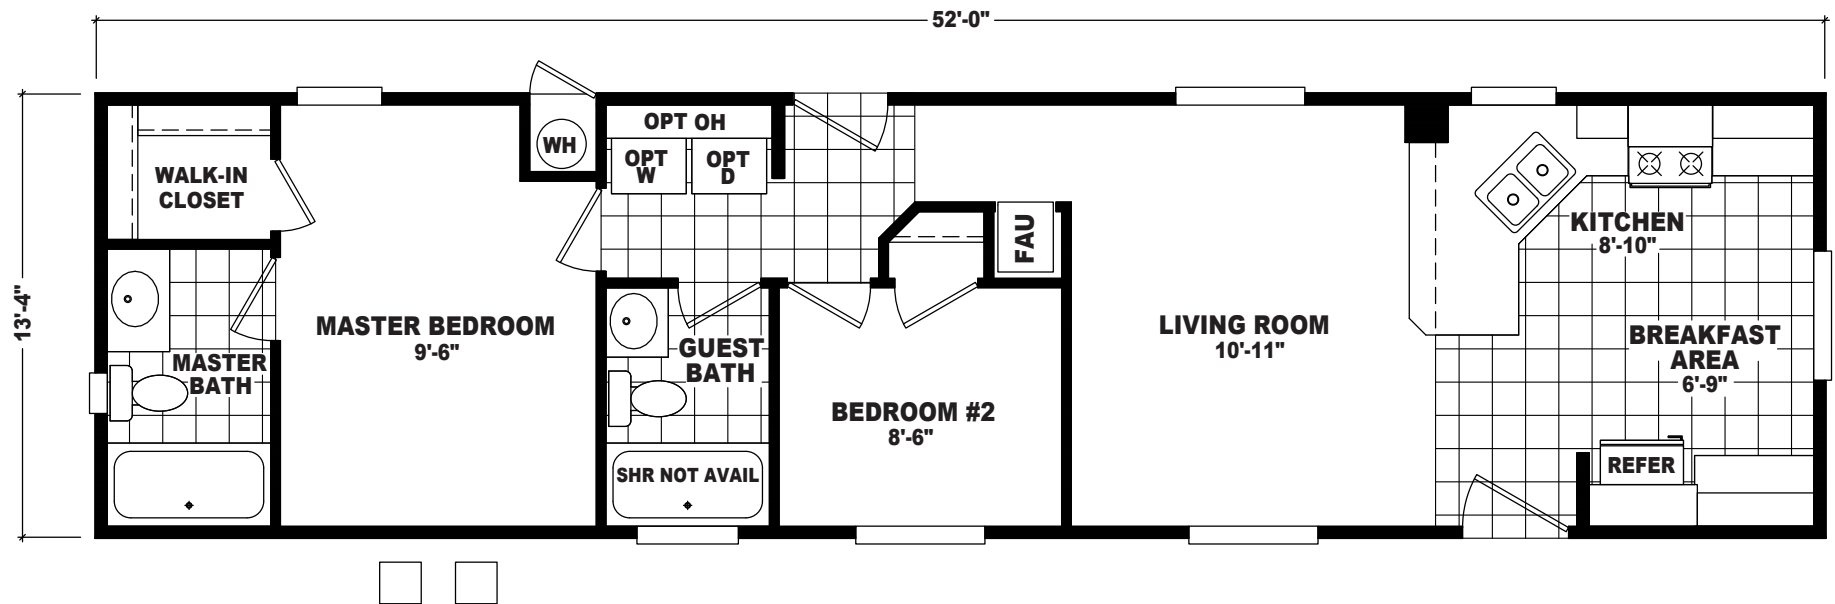 52'-0"
13'-4"
WALK-IN
CLOSET
WH
OPT OH
OPT
W
OPT
D
FAU
KITCHEN
8'-10"
MASTER
BATH
MASTER BEDROOM
9'-6"
GUEST
BATH
SHR NOT AVAIL
BEDROOM #2
8'-6"
LIVING ROOM
10'-11"
BREAKFAST
AREA
6'-9"
REFER